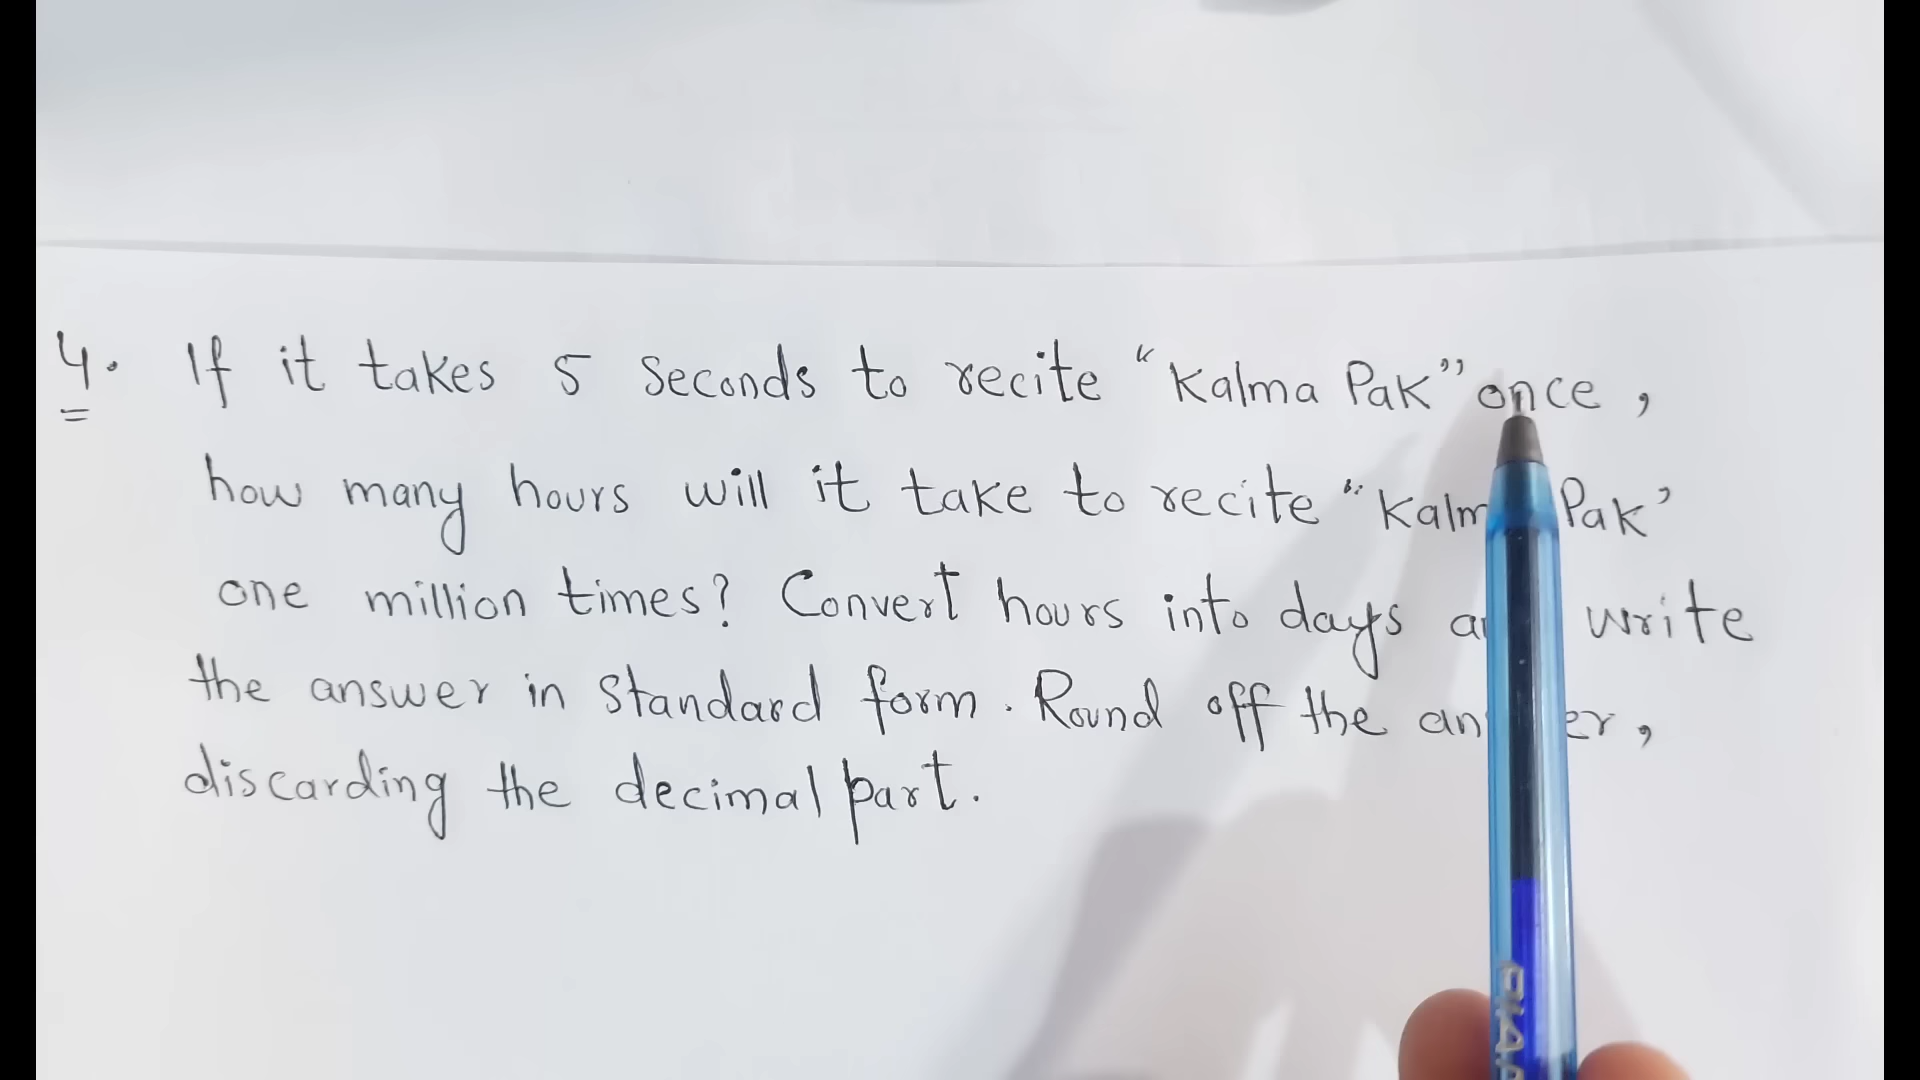 4. If it takes 5 seconds to recite “Kalma Pak” once,
how many hours will it take to recite “Kalm Pak’
one million times? Convert hours into days a write
the answer in standard form. Round off the an er,
discarding the decimal part.